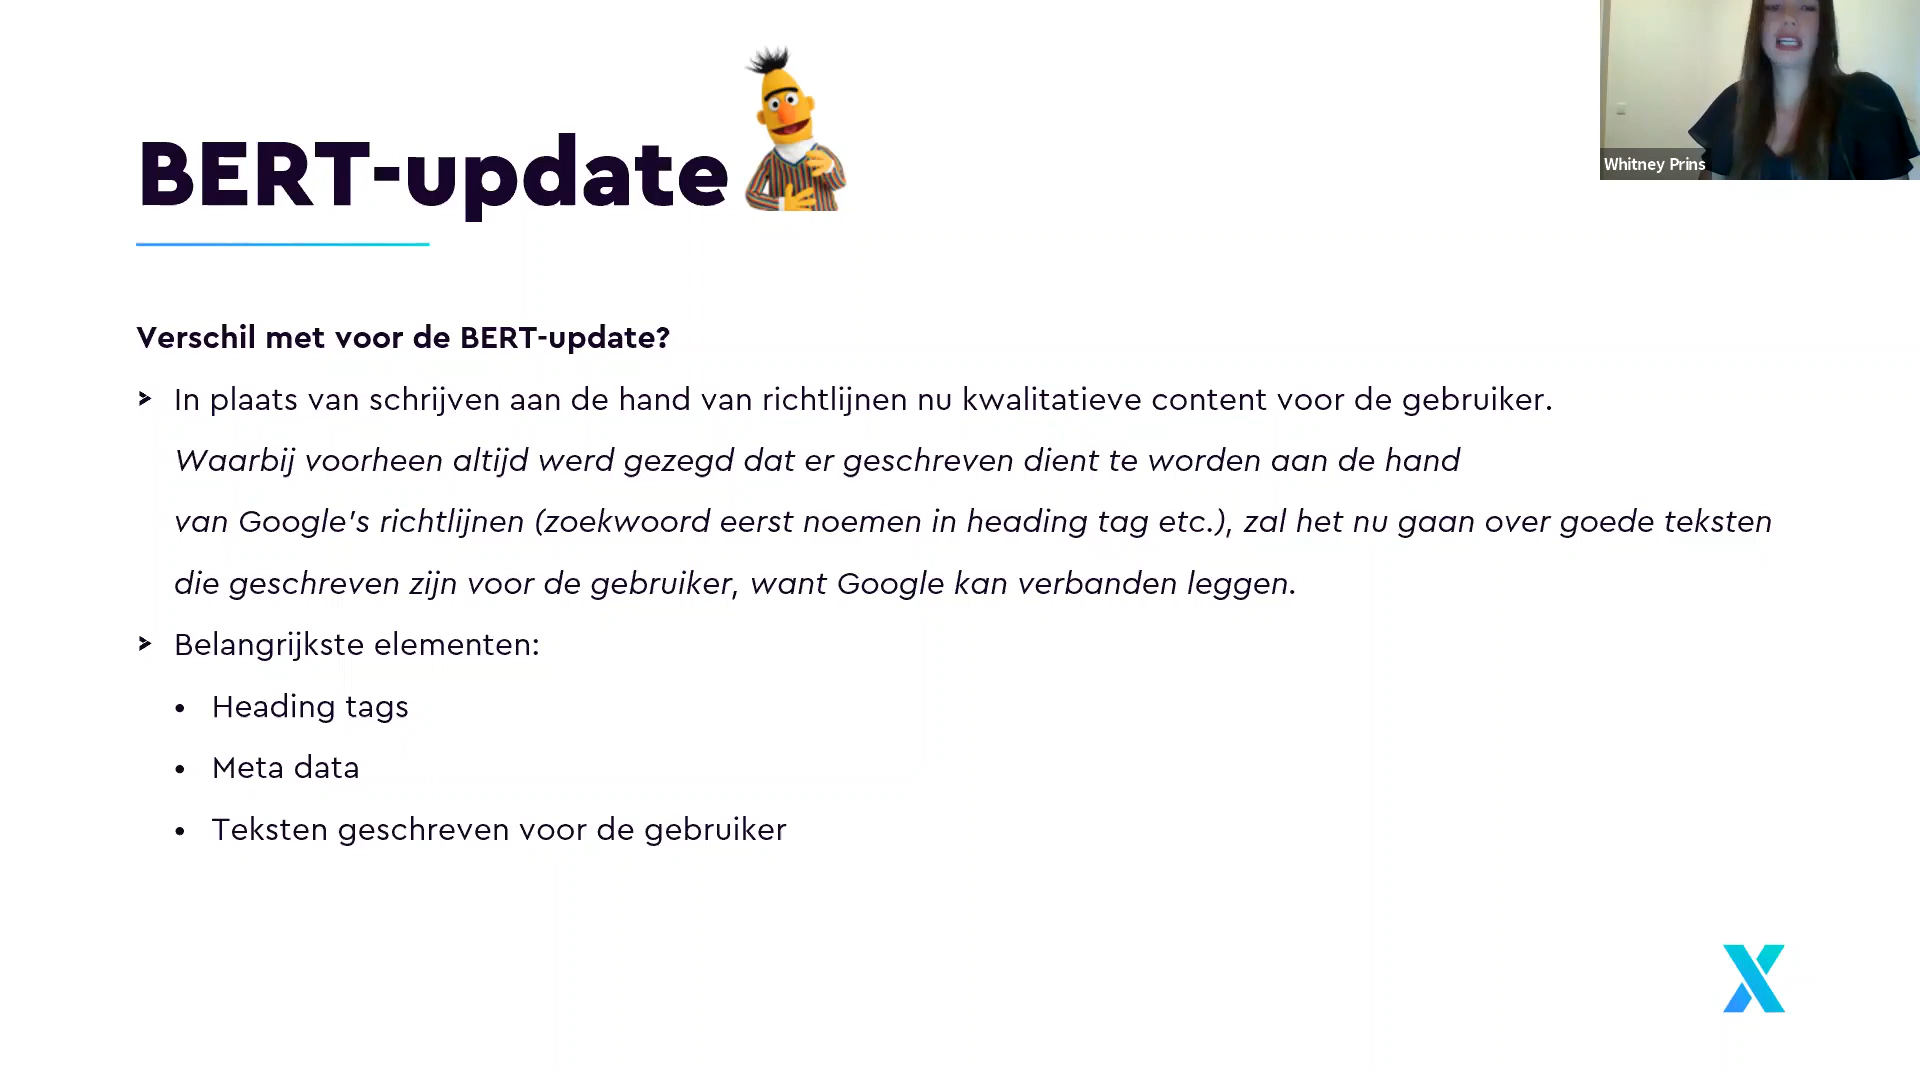 BERT-update
Whitney Prins
Verschil met voor de BERT-update?
In plaats van schrijven aan de hand van richtlijnen nu kwalitatieve content voor de gebruiker.
Waarbij voorheen altijd werd gezegd dat er geschreven dient te worden aan de hand
van Google's richtlijnen (zoekwoord eerst noemen in heading tag etc.), zal het nu gaan over goede teksten
die geschreven zijn voor de gebruiker, want Google kan verbanden leggen.
Belangrijkste elementen:
• Heading tags
• Meta data
• Teksten geschreven voor de gebruiker